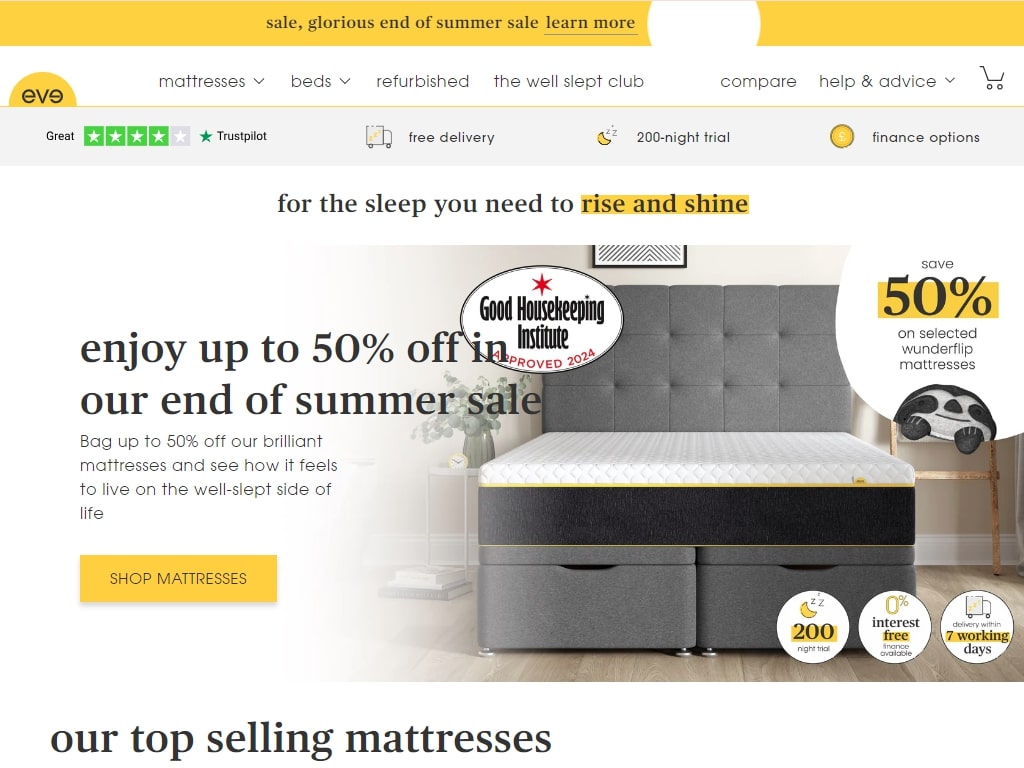 sale, glorious end of summer sale learn more
eve
mattresses
beds
refurbished
the well slept club
compare
help & advice
Great
Trustpilot
free delivery
200-night trial
finance options
for the sleep you need to rise and shine
Good Housekeeping
Institute
APPROVED 2024
enjoy up to 50% off in
our end of summer sale
Bag up to 50% off our brilliant
mattresses and see how it feels
to live on the well-slept side of
life
SHOP MATTRESSES
save
50%
on selected
wunderflip
mattresses
z z
200
night trial
0%
interest
free
finance
available
delivery within
7 working
days
our top selling mattresses